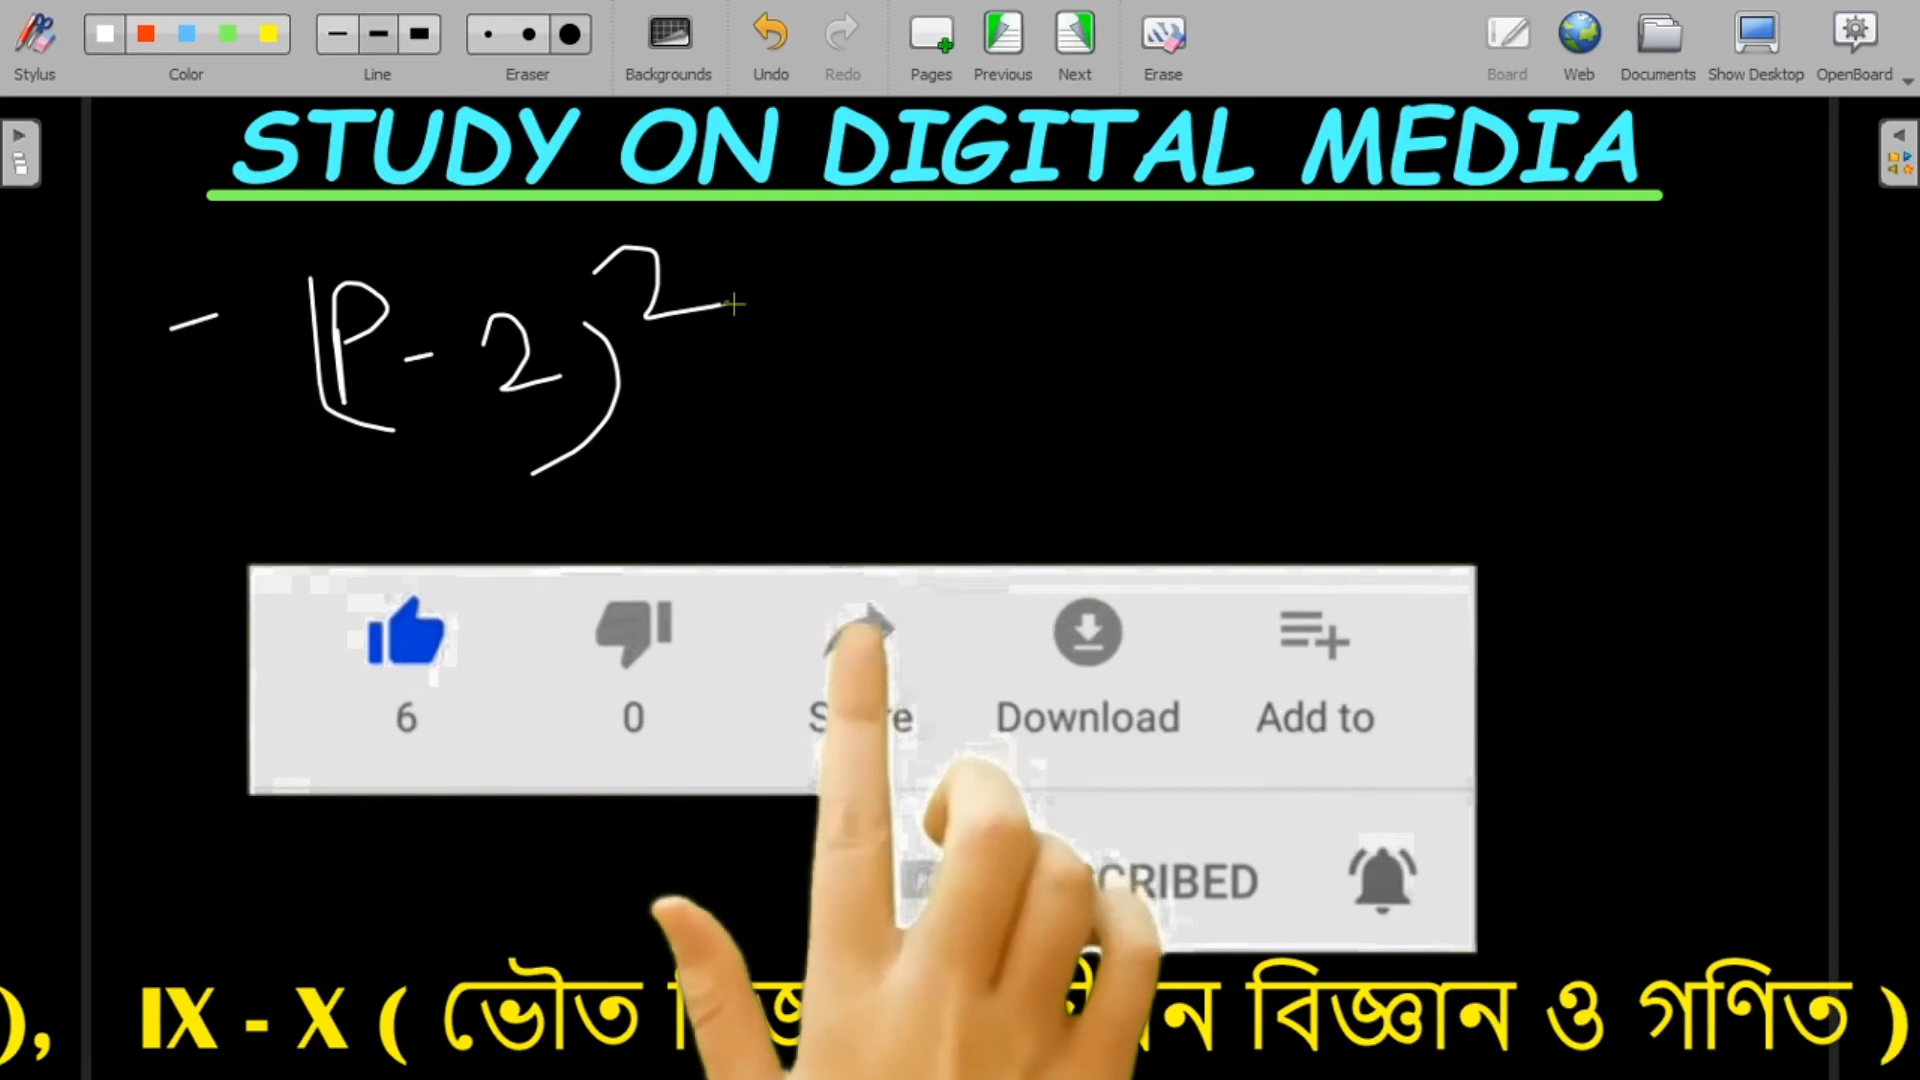 Stylus Color Line Eraser Backgrounds Undo Redo Pages Previous Next Erase Board Web Documents Show Desktop OpenBoard
STUDY ON DIGITAL MEDIA
- (P - 2)²
6 0 Download Add to
), IX - X ( ভৌত বিজ্ঞান ও গণিত )